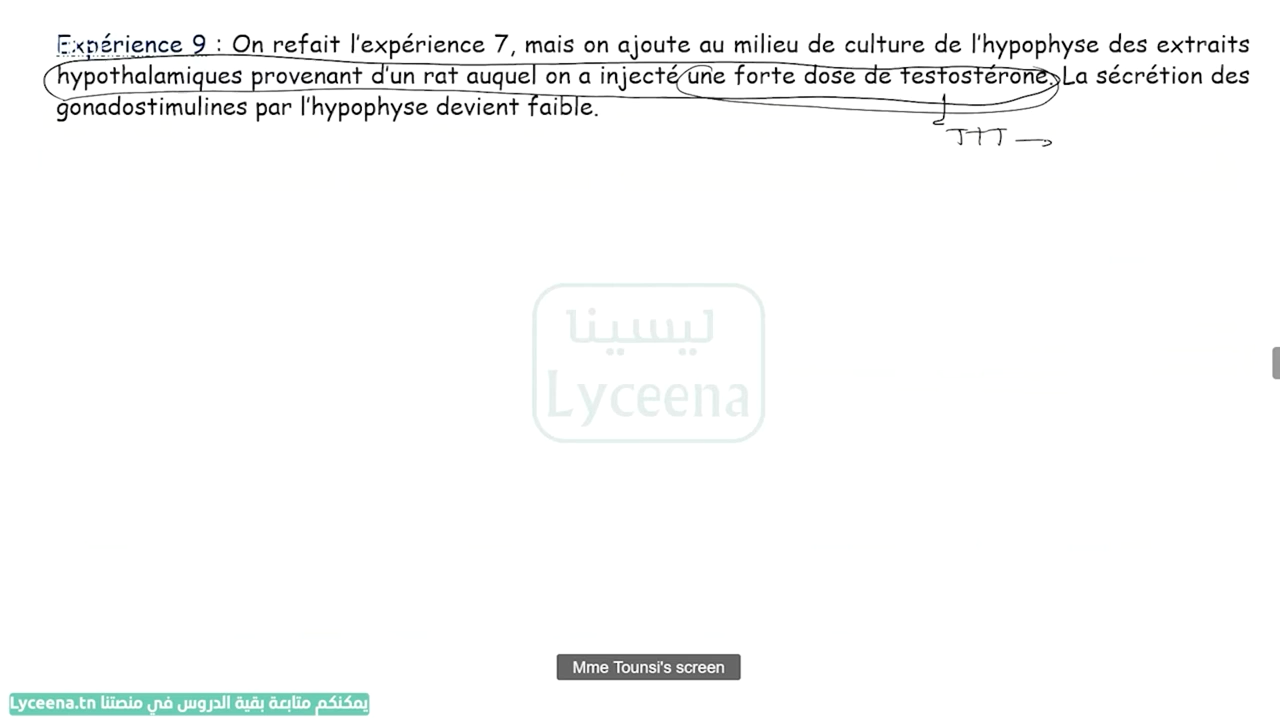 Expérience 9 : On refait l'expérience 7, mais on ajoute au milieu de culture de l'hypophyse des extraits
hypothalamiques provenant d'un rat auquel on a injecté une forte dose de testostérone. La sécrétion des
gonadostimulines par l'hypophyse devient faible.
ليسينا
Lyceena
Mme Tounsi's screen
يمكنكم متابعة بقية الدروس في منصتنا Lyceena.tn